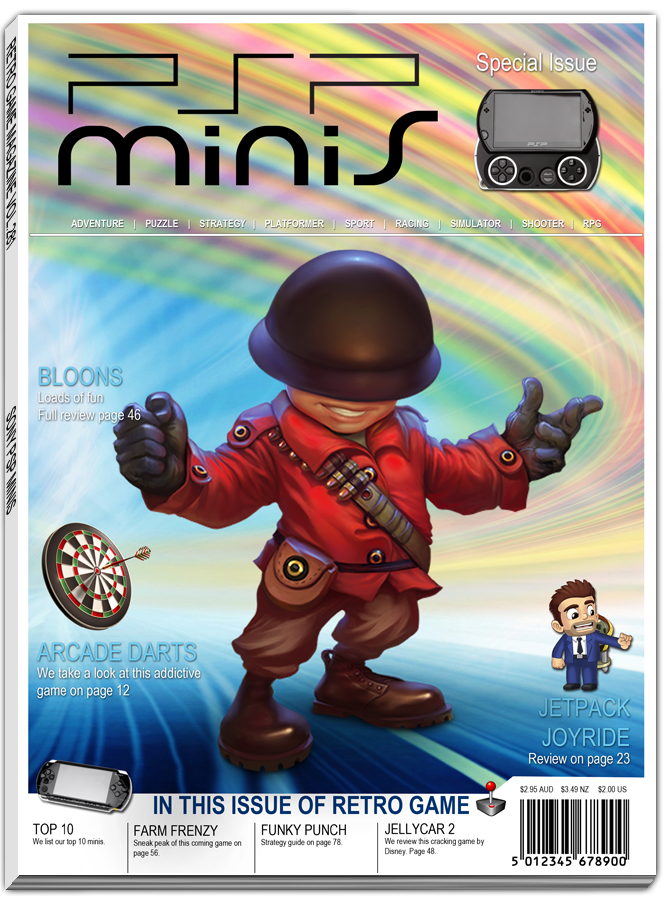 PSP
minis
Special Issue
SONY
PSP
ADVENTURE | PUZZLE | STRATEGY | PLATFORMER | SPORT | RACING | SIMULATOR | SHOOTER | RPG
BLOONS
Loads of fun
Full review page 46
ARCADE DARTS
We take a look at this addictive
game on page 12
JETPACK
JOYRIDE
Review on page 23
IN THIS ISSUE OF RETRO GAME
TOP 10
We list our top 10 minis.
FARM FRENZY
Sneak peak of this coming game on
page 56.
FUNKY PUNCH
Strategy guide on page 78.
JELLYCAR 2
We review this cracking game by
Disney. Page 48.
$2.95 AUD $3.49 NZ $2.00 US
5 012345 678900